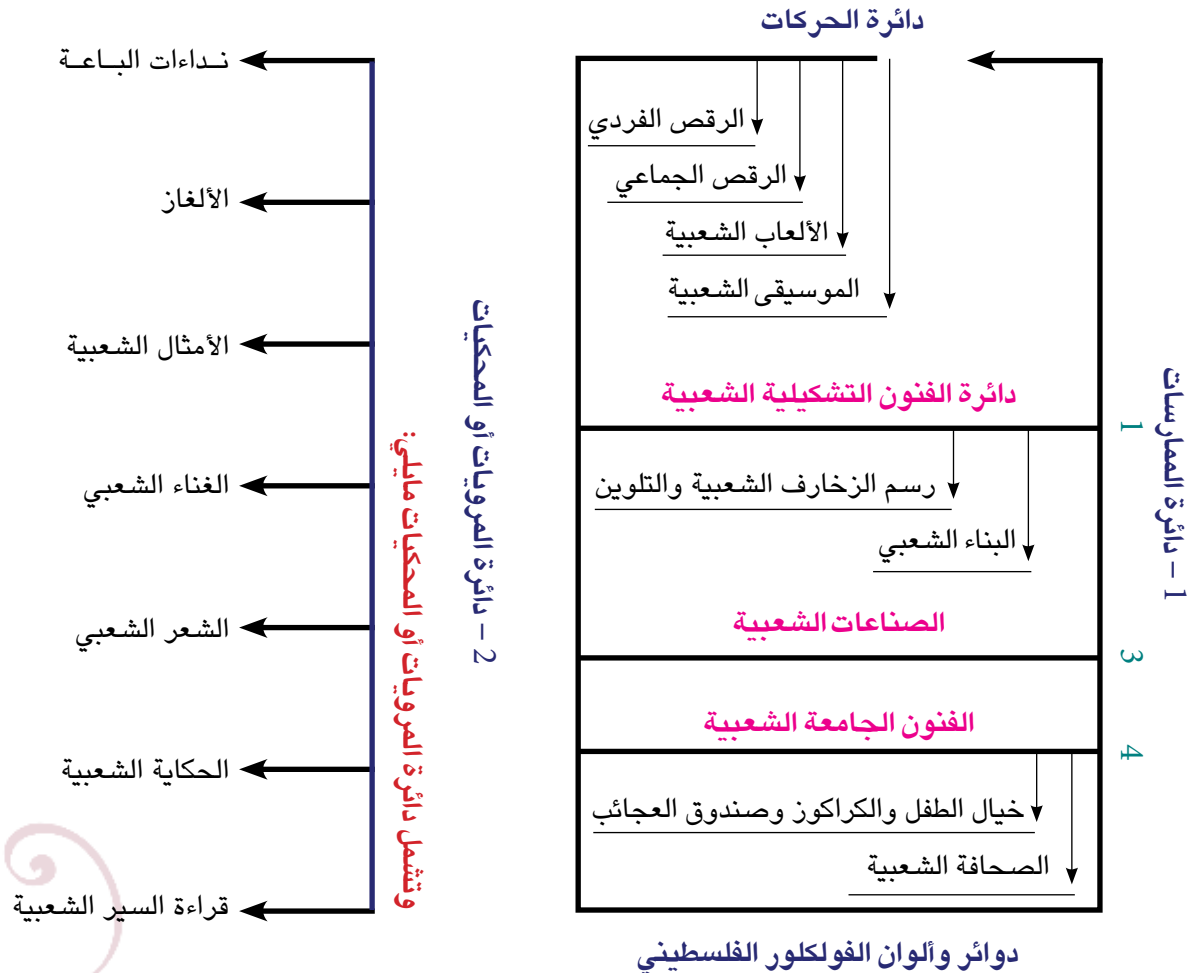 دائرة الحركات
الرقص الفردي
الرقص الجماعي
الألعاب الشعبية
الموسيقى الشعبية
1 – دائرة الممارسات
1
دائرة الفنون التشكيلية الشعبية
رسم الزخارف الشعبية والتلوين
البناء الشعبي
الصناعات الشعبية
3
الفنون الجامعة الشعبية
4
خيال الطفل والكراكوز وصندوق العجائب
الصحافة الشعبية
2 – دائرة المرويات أو المحكيات
وتشمل دائرة المرويات أو المحكيات مايلي:
نـداءات البـاعـة
الألغاز
الأمثال الشعبية
الغناء الشعبي
الشعر الشعبي
الحكاية الشعبية
قراءة السير الشعبية
دوائر وألوان الفولكلور الفلسطيني